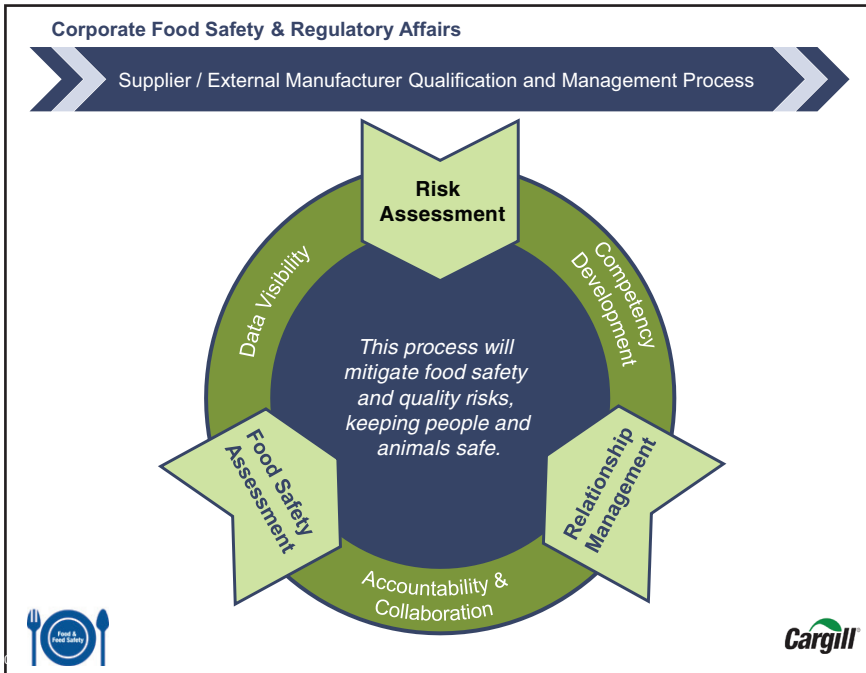 Corporate Food Safety & Regulatory Affairs
Supplier / External Manufacturer Qualification and Management Process
Risk
Assessment
Data Visibility
Competency
Development
This process will
mitigate food safety
and quality risks,
keeping people and
animals safe.
Food Safety
Assessment
Relationship
Management
Accountability &
Collaboration
Food &
Feed Safety
Cargill®